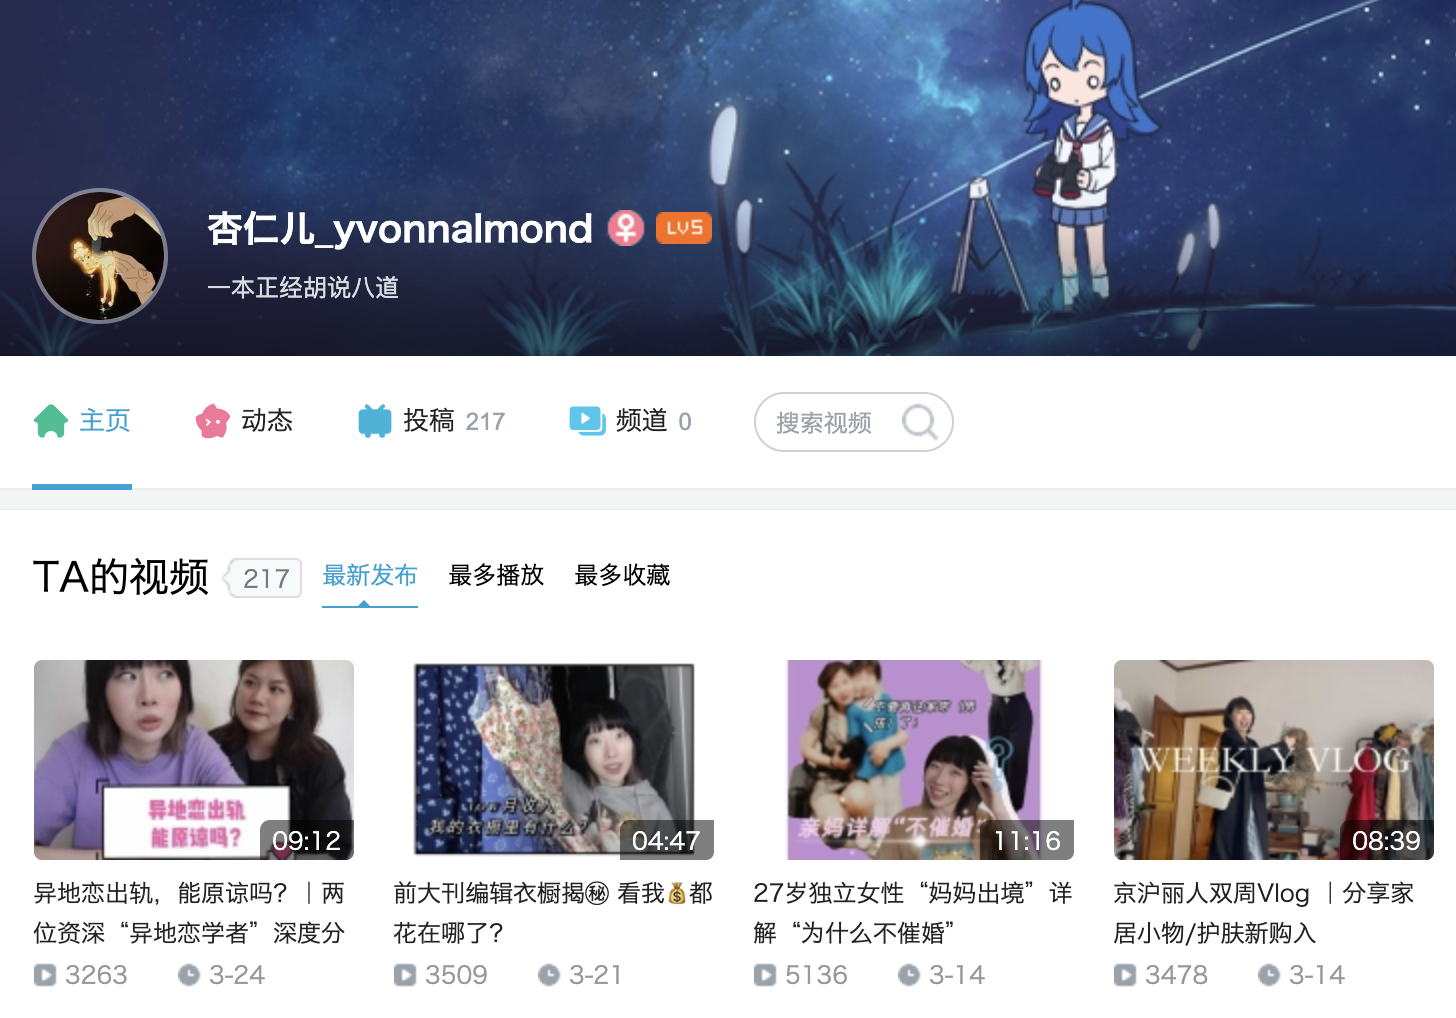 杏仁儿_yvonnalmond LV5
一本正经胡说八道
主页 动态 投稿 217 频道 0 搜索视频
TA的视频 217 最新发布 最多播放 最多收藏
异地恋出轨
能原谅吗？
09:12
我的衣橱里有什么？
04:47
亲妈详解“不催婚”
11:16
WEEKLY VLOG
08:39
异地恋出轨，能原谅吗？｜两
位资深“异地恋学者”深度分
3263 3-24
前大刊编辑衣橱揭㊙ 看我💰都
花在哪了？
3509 3-21
27岁独立女性“妈妈出境”详
解“为什么不催婚”
5136 3-14
京沪丽人双周Vlog ｜分享家
居小物/护肤新购入
3478 3-14